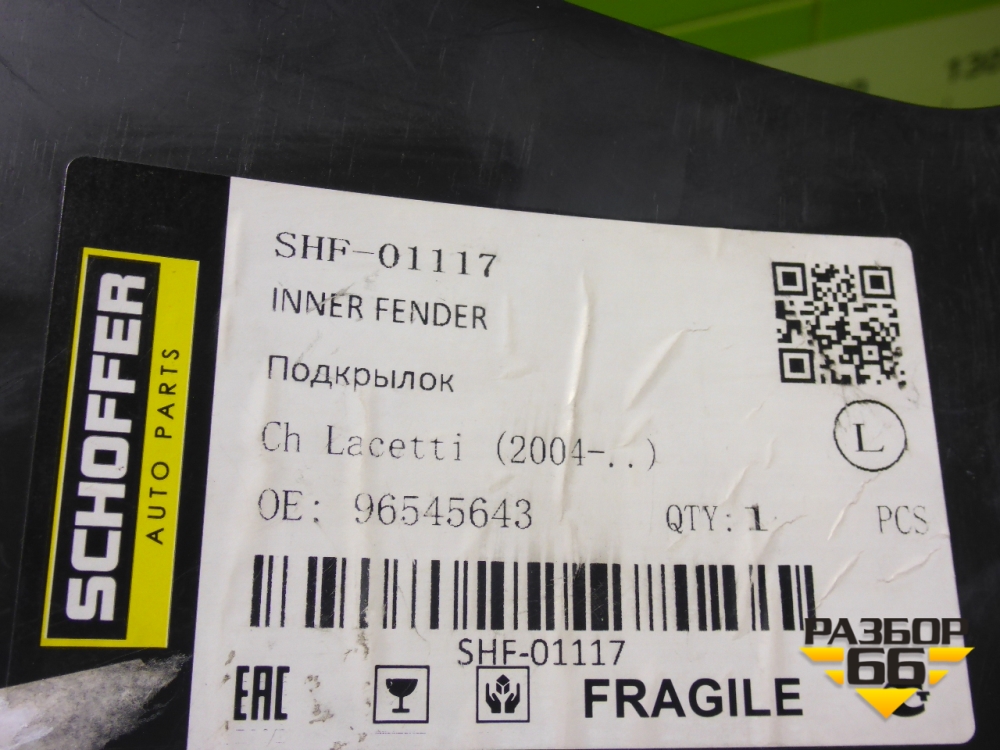 SHF-01117
INNER FENDER
Подкрылок
Ch Lacetti (2004-..)
L
OE: 96545643 QTY: 1 PCS
SHF-01117
EAC
FRAGILE
SCHOFFER
AUTO PARTS
РАЗБОР
66